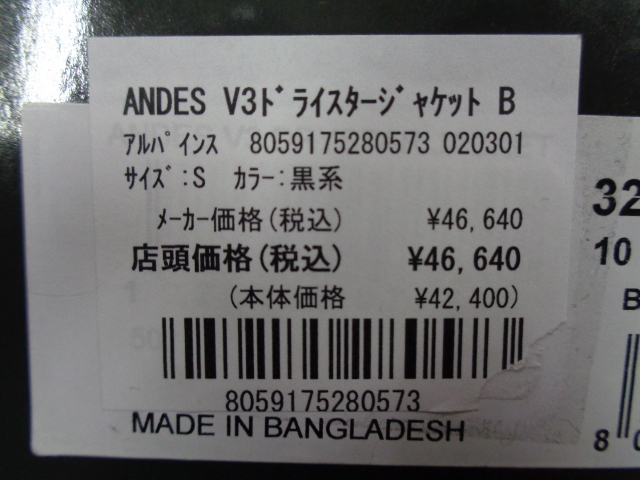 ANDES V3ﾄﾞﾗｲｽﾀｰｼﾞｬｹｯﾄ B
ｱﾙﾊﾟｲﾝｽ 8059175280573 020301
ｻｲｽﾞ:S ｶﾗｰ:黒系
ﾒｰｶｰ価格(税込) ¥46,640
店頭価格(税込) ¥46,640
(本体価格 ¥42,400)
8059175280573
MADE IN BANGLADESH
32
10
B
8 0